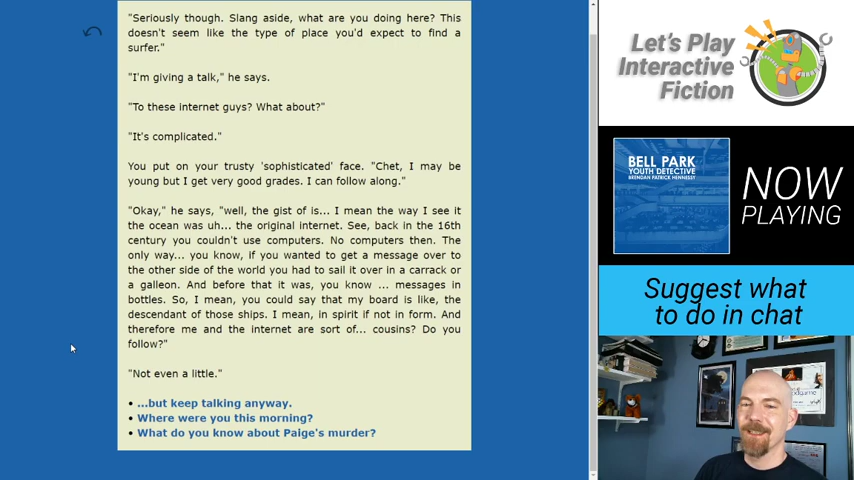 "Seriously though. Slang aside, what are you doing here? This
doesn't seem like the type of place you'd expect to find a
surfer."
"I'm giving a talk," he says.
"To these internet guys? What about?"
"It's complicated."
You put on your trusty 'sophisticated' face. "Chet, I may be
young but I get very good grades. I can follow along."
"Okay," he says, "well, the gist of is... I mean the way I see it
the ocean was uh... the original internet. See, back in the 16th
century you couldn't use computers. No computers then. The
only way... you know, if you wanted to get a message over to
the other side of the world you had to sail it over in a carrack or
a galleon. And before that it was, you know ... messages in
bottles. So, I mean, you could say that my board is like, the
descendant of those ships. I mean, in spirit if not in form. And
therefore me and the internet are sort of... cousins? Do you
follow?"
"Not even a little."
• ...but keep talking anyway.
• Where were you this morning?
• What do you know about Paige's murder?
Let's Play
Interactive
Fiction
BELL PARK
YOUTH DETECTIVE
BRENDAN PATRICK HENNESSY
NOW
PLAYING
Suggest what
to do in chat